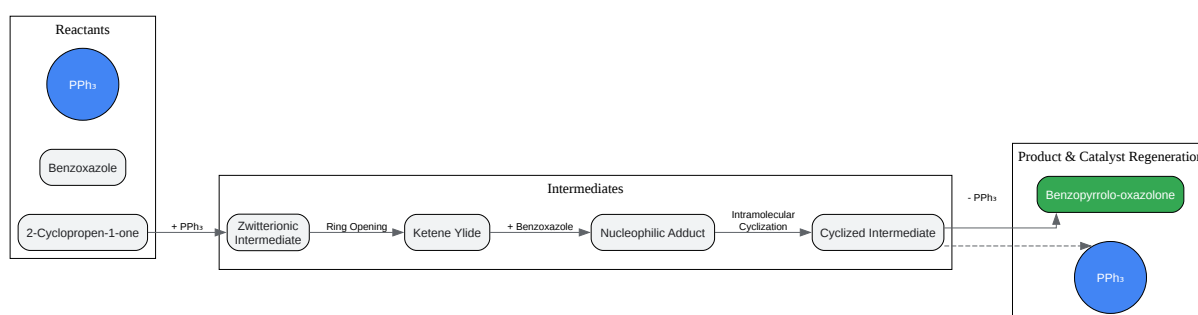 Reactants
PPh₃
Benzoxazole
2-Cyclopropen-1-one
+ PPh₃
Intermediates
Zwitterionic
Intermediate
Ring Opening
Ketene Ylide
+ Benzoxazole
Nucleophilic Adduct
Intramolecular
Cyclization
Cyclized Intermediate
- PPh₃
Product & Catalyst Regeneration
Benzopyrrolo-oxazolone
PPh₃